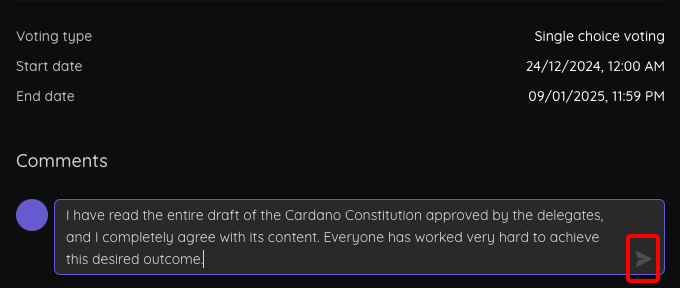 Voting type Single choice voting
Start date 24/12/2024, 12:00 AM
End date 09/01/2025, 11:59 PM
Comments
I have read the entire draft of the Cardano Constitution approved by the delegates,
and I completely agree with its content. Everyone has worked very hard to achieve
this desired outcome.